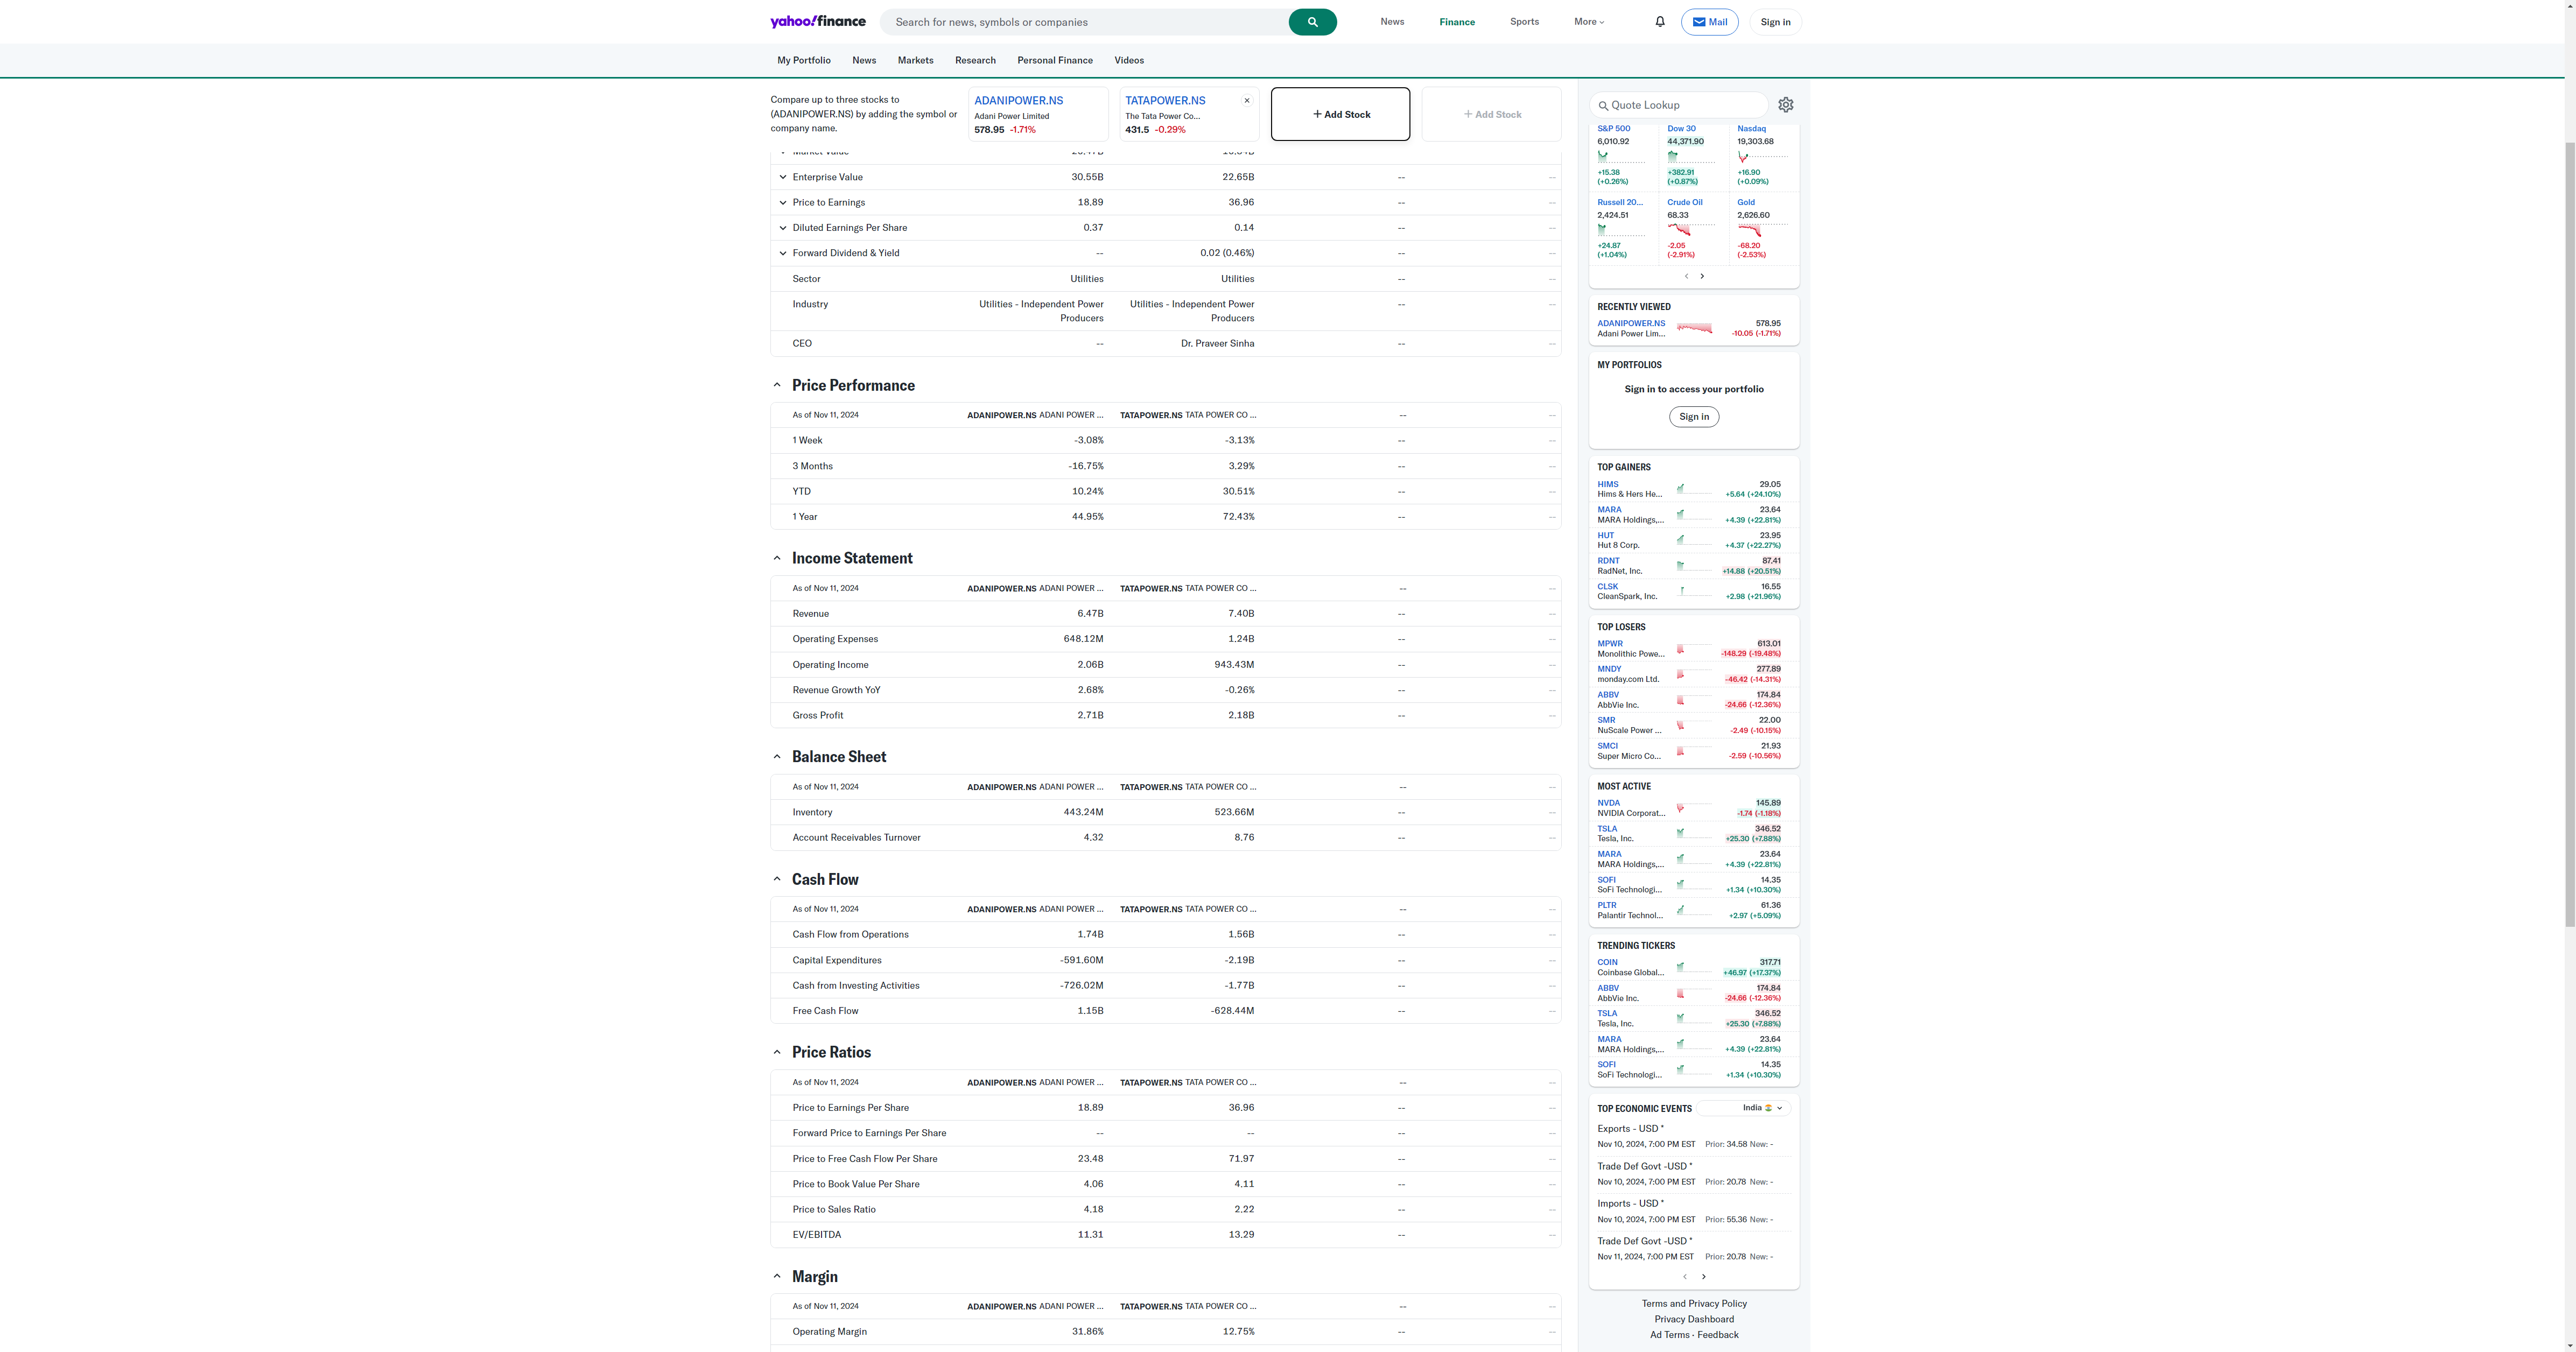 yahoo!finance
Search for news, symbols or companies
News Finance Sports More
Mail Sign in
My Portfolio News Markets Research Personal Finance Videos
Compare up to three stocks to
(ADANIPOWER.NS) by adding the symbol or
company name.
ADANIPOWER.NS
Adani Power Limited
578.95 -1.71%
TATAPOWER.NS
The Tata Power Co...
431.5 -0.29%
+ Add Stock
+ Add Stock
Enterprise Value 30.55B 22.65B -- --
Price to Earnings 18.89 36.96 -- --
Diluted Earnings Per Share 0.37 0.14 -- --
Forward Dividend & Yield -- 0.02 (0.46%) -- --
Sector Utilities Utilities -- --
Industry Utilities - Independent Power Utilities - Independent Power -- --
Producers Producers
CEO -- Dr. Praveer Sinha -- --
Price Performance
As of Nov 11, 2024 ADANIPOWER.NS ADANI POWER ... TATAPOWER.NS TATA POWER CO ... -- --
1 Week -3.08% -3.13% -- --
3 Months -16.75% 3.29% -- --
YTD 10.24% 30.51% -- --
1 Year 44.95% 72.43% -- --
Income Statement
As of Nov 11, 2024 ADANIPOWER.NS ADANI POWER ... TATAPOWER.NS TATA POWER CO ... -- --
Revenue 6.47B 7.40B -- --
Operating Expenses 648.12M 1.24B -- --
Operating Income 2.06B 943.43M -- --
Revenue Growth YoY 2.68% -0.26% -- --
Gross Profit 2.71B 2.18B -- --
Balance Sheet
As of Nov 11, 2024 ADANIPOWER.NS ADANI POWER ... TATAPOWER.NS TATA POWER CO ... -- --
Inventory 443.24M 523.66M -- --
Account Receivables Turnover 4.32 8.76 -- --
Cash Flow
As of Nov 11, 2024 ADANIPOWER.NS ADANI POWER ... TATAPOWER.NS TATA POWER CO ... -- --
Cash Flow from Operations 1.74B 1.56B -- --
Capital Expenditures -591.60M -2.19B -- --
Cash from Investing Activities -726.02M -1.77B -- --
Free Cash Flow 1.15B -628.44M -- --
Price Ratios
As of Nov 11, 2024 ADANIPOWER.NS ADANI POWER ... TATAPOWER.NS TATA POWER CO ... -- --
Price to Earnings Per Share 18.89 36.96 -- --
Forward Price to Earnings Per Share -- -- -- --
Price to Free Cash Flow Per Share 23.48 71.97 -- --
Price to Book Value Per Share 4.06 4.11 -- --
Price to Sales Ratio 4.18 2.22 -- --
EV/EBITDA 11.31 13.29 -- --
Margin
As of Nov 11, 2024 ADANIPOWER.NS ADANI POWER ... TATAPOWER.NS TATA POWER CO ... -- --
Operating Margin 31.86% 12.75% -- --
Quote Lookup
S&P 500 Dow 30 Nasdaq
6,010.92 44,371.90 19,303.68
+15.38 +382.91 +16.90
(+0.26%) (+0.87%) (+0.09%)
Russell 20... Crude Oil Gold
2,424.51 68.33 2,626.60
+24.87 -2.05 -68.20
(+1.04%) (-2.91%) (-2.53%)
RECENTLY VIEWED
ADANIPOWER.NS 578.95
Adani Power Lim... -10.05 (-1.71%)
MY PORTFOLIOS
Sign in to access your portfolio
Sign in
TOP GAINERS
HIMS 29.05
Hims & Hers He... +5.64 (+24.10%)
MARA 23.64
MARA Holdings,... +4.39 (+22.81%)
HUT 23.95
Hut 8 Corp. +4.37 (+22.27%)
RDNT 87.41
RadNet, Inc. +14.88 (+20.51%)
CLSK 16.55
CleanSpark, Inc. +2.98 (+21.96%)
TOP LOSERS
MPWR 613.01
Monolithic Powe... -148.29 (-19.48%)
MNDY 277.89
monday.com Ltd. -46.42 (-14.31%)
ABBV 174.84
AbbVie Inc. -24.66 (-12.36%)
SMR 22.00
NuScale Power ... -2.49 (-10.15%)
SMCI 21.93
Super Micro Co... -2.59 (-10.56%)
MOST ACTIVE
NVDA 145.89
NVIDIA Corporat... -1.74 (-1.18%)
TSLA 346.52
Tesla, Inc. +25.30 (+7.88%)
MARA 23.64
MARA Holdings,... +4.39 (+22.81%)
SOFI 14.35
SoFi Technologi... +1.34 (+10.30%)
PLTR 61.36
Palantir Technol... +2.97 (+5.09%)
TRENDING TICKERS
COIN 317.71
Coinbase Global... +46.97 (+17.37%)
ABBV 174.84
AbbVie Inc. -24.66 (-12.36%)
TSLA 346.52
Tesla, Inc. +25.30 (+7.88%)
MARA 23.64
MARA Holdings,... +4.39 (+22.81%)
SOFI 14.35
SoFi Technologi... +1.34 (+10.30%)
TOP ECONOMIC EVENTS India
Exports - USD *
Nov 10, 2024, 7:00 PM EST Prior: 34.58 New: -
Trade Def Govt -USD *
Nov 10, 2024, 7:00 PM EST Prior: 20.78 New: -
Imports - USD *
Nov 10, 2024, 7:00 PM EST Prior: 55.36 New: -
Trade Def Govt -USD *
Nov 11, 2024, 7:00 PM EST Prior: 20.78 New: -
Terms and Privacy Policy
Privacy Dashboard
Ad Terms · Feedback